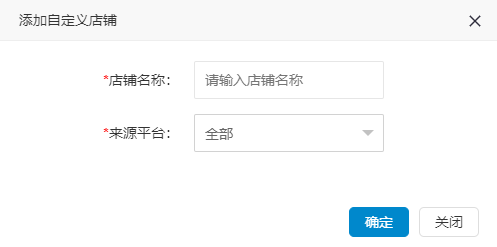 添加自定义店铺
*店铺名称：
请输入店铺名称
*来源平台：
全部
确定
关闭